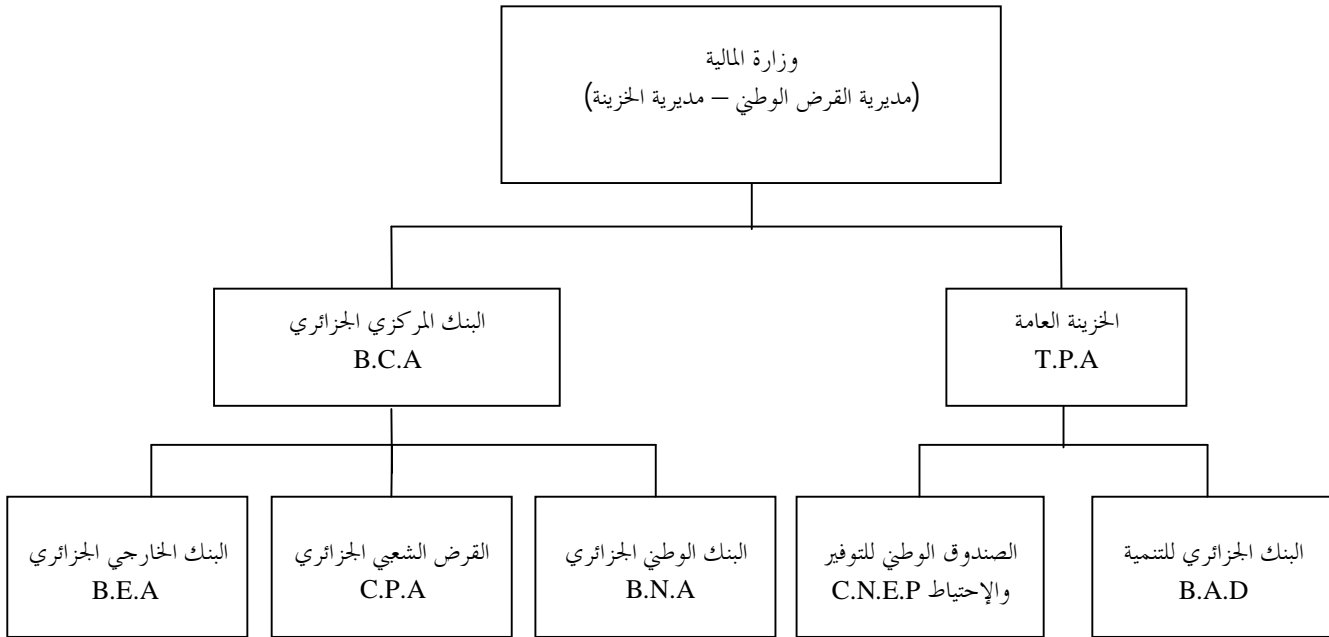 وزارة المالية
(مديرية القرض الوطني – مديرية الخزينة)
الخزينة العامة
T.P.A
البنك المركزي الجزائري
B.C.A
البنك الجزائري للتنمية
B.A.D
الصندوق الوطني للتوفير
والإحتياط C.N.E.P
البنك الوطني الجزائري
B.N.A
القرض الشعبي الجزائري
C.P.A
البنك الخارجي الجزائري
B.E.A